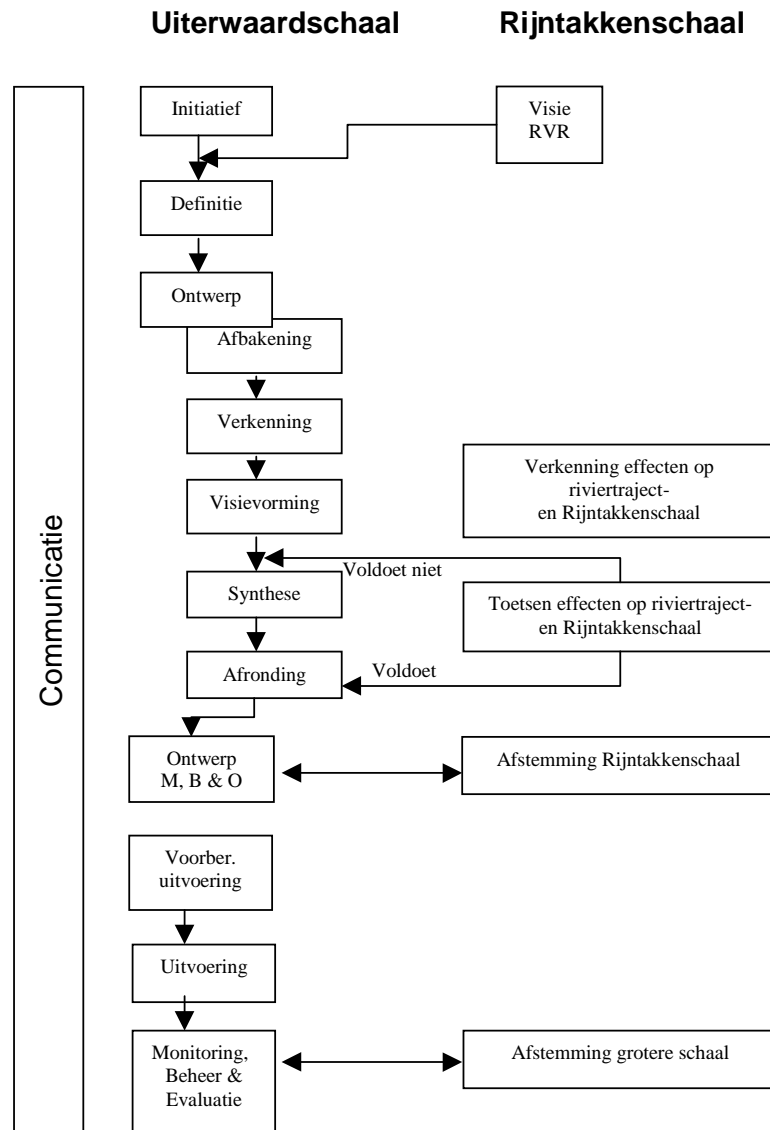 Uiterwaardschaal Rijntakkenschaal
Initiatief
Visie
RVR
Definitie
Ontwerp
Afbakening
Verkenning
Verkenning effecten op
riviertraject-
en Rijntakkenschaal
Visievorming
Voldoet niet
Synthese
Toetsen effecten op riviertraject-
en Rijntakkenschaal
Voldoet
Afronding
Ontwerp
M, B & O
Afstemming Rijntakkenschaal
Voorber.
uitvoering
Uitvoering
Monitoring,
Beheer &
Evaluatie
Afstemming grotere schaal
Communicatie